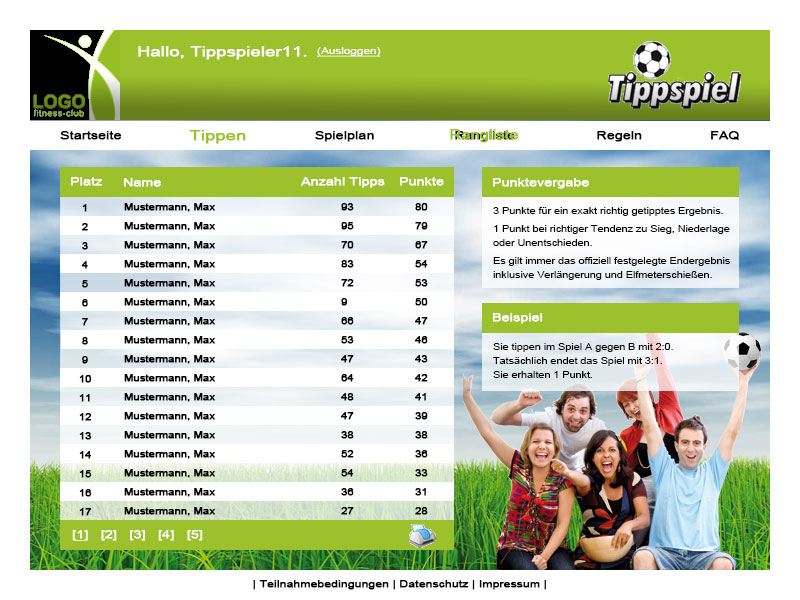 LOGO
fitness-club
Hallo, Tippspieler11. (Ausloggen)
Tippspiel
Startseite Tippen Spielplan Rangliste Regeln FAQ
Platz Name Anzahl Tipps Punkte
1 Mustermann, Max 93 80
2 Mustermann, Max 95 79
3 Mustermann, Max 70 67
4 Mustermann, Max 83 54
5 Mustermann, Max 72 53
6 Mustermann, Max 9 50
7 Mustermann, Max 66 47
8 Mustermann, Max 53 46
9 Mustermann, Max 47 43
10 Mustermann, Max 64 42
11 Mustermann, Max 48 41
12 Mustermann, Max 47 39
13 Mustermann, Max 38 38
14 Mustermann, Max 52 36
15 Mustermann, Max 54 33
16 Mustermann, Max 36 31
17 Mustermann, Max 27 28
[1] [2] [3] [4] [5]
Punktevergabe
3 Punkte für ein exakt richtig getipptes Ergebnis.
1 Punkt bei richtiger Tendenz zu Sieg, Niederlage
oder Unentschieden.
Es gilt immer das offiziell festgelegte Endergebnis
inklusive Verlängerung und Elfmeterschießen.
Beispiel
Sie tippen im Spiel A gegen B mit 2:0.
Tatsächlich endet das Spiel mit 3:1.
Sie erhalten 1 Punkt.
| Teilnahmebedingungen | Datenschutz | Impressum |